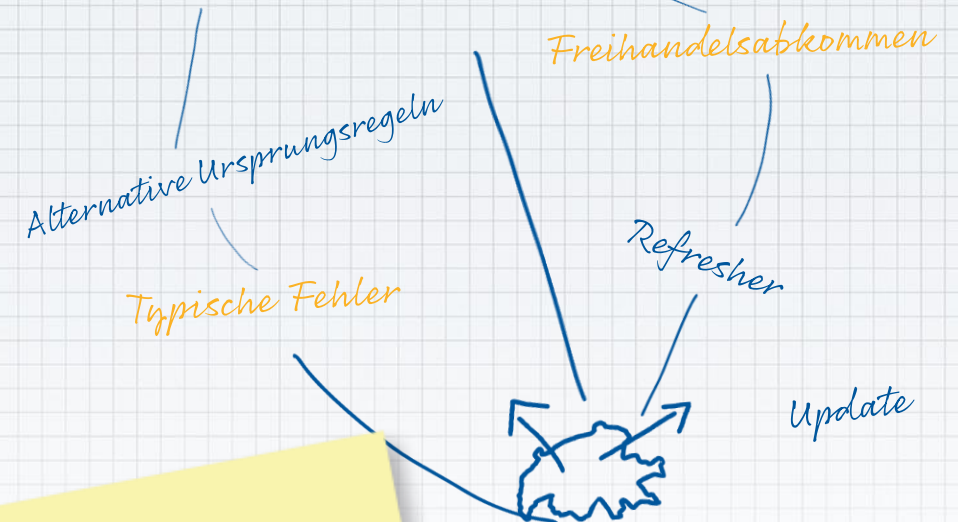 Freihandelsabkommen
Alternative Ursprungsregeln
Refresher
Typische Fehler
Update